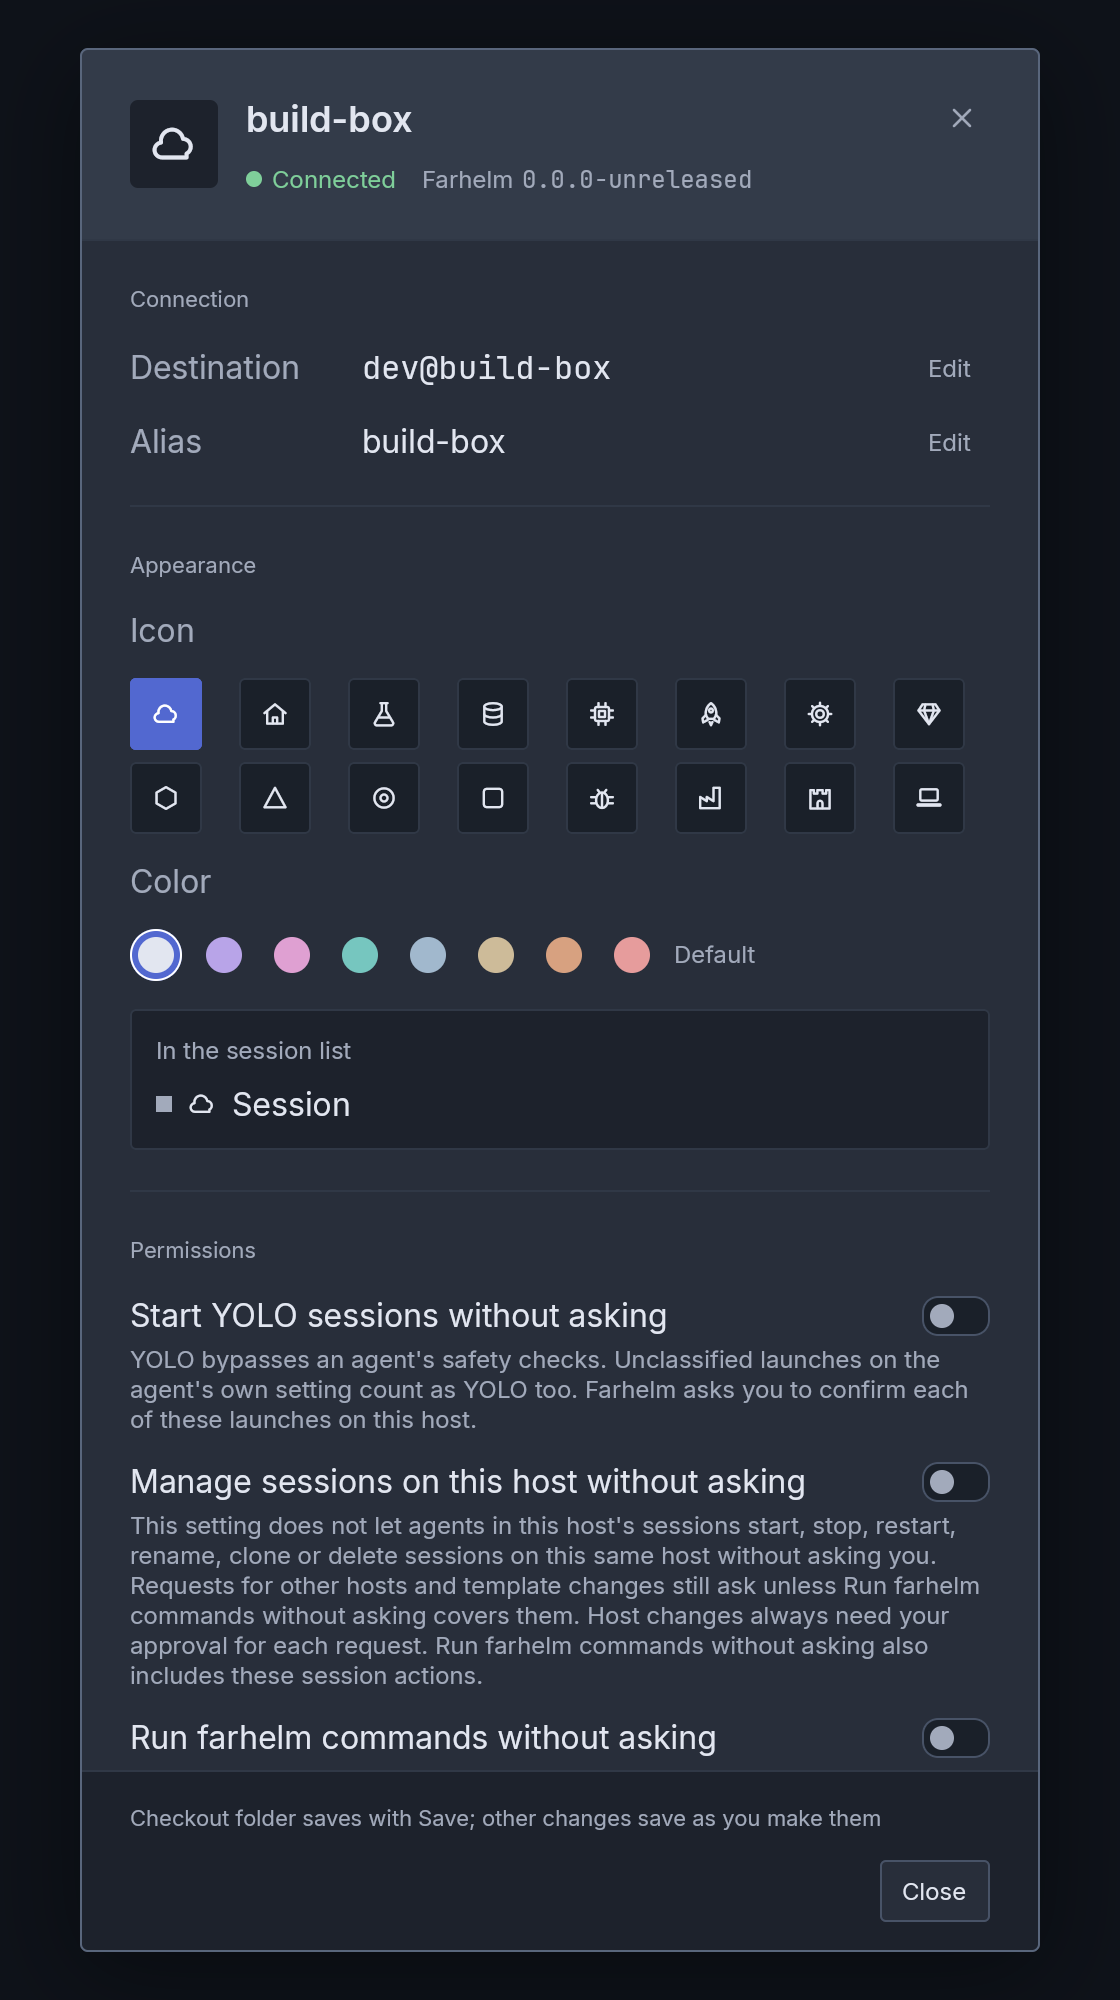 build-box
Connected Farhelm 0.0.0-unreleased
Connection
Destination dev@build-box Edit
Alias build-box Edit
Appearance
Icon
Color
Default
In the session list
Session
Permissions
Start YOLO sessions without asking
YOLO bypasses an agent's safety checks. Unclassified launches on the
agent's own setting count as YOLO too. Farhelm asks you to confirm each
of these launches on this host.
Manage sessions on this host without asking
This setting does not let agents in this host's sessions start, stop, restart,
rename, clone or delete sessions on this same host without asking you.
Requests for other hosts and template changes still ask unless Run farhelm
commands without asking covers them. Host changes always need your
approval for each request. Run farhelm commands without asking also
includes these session actions.
Run farhelm commands without asking
Checkout folder saves with Save; other changes save as you make them
Close